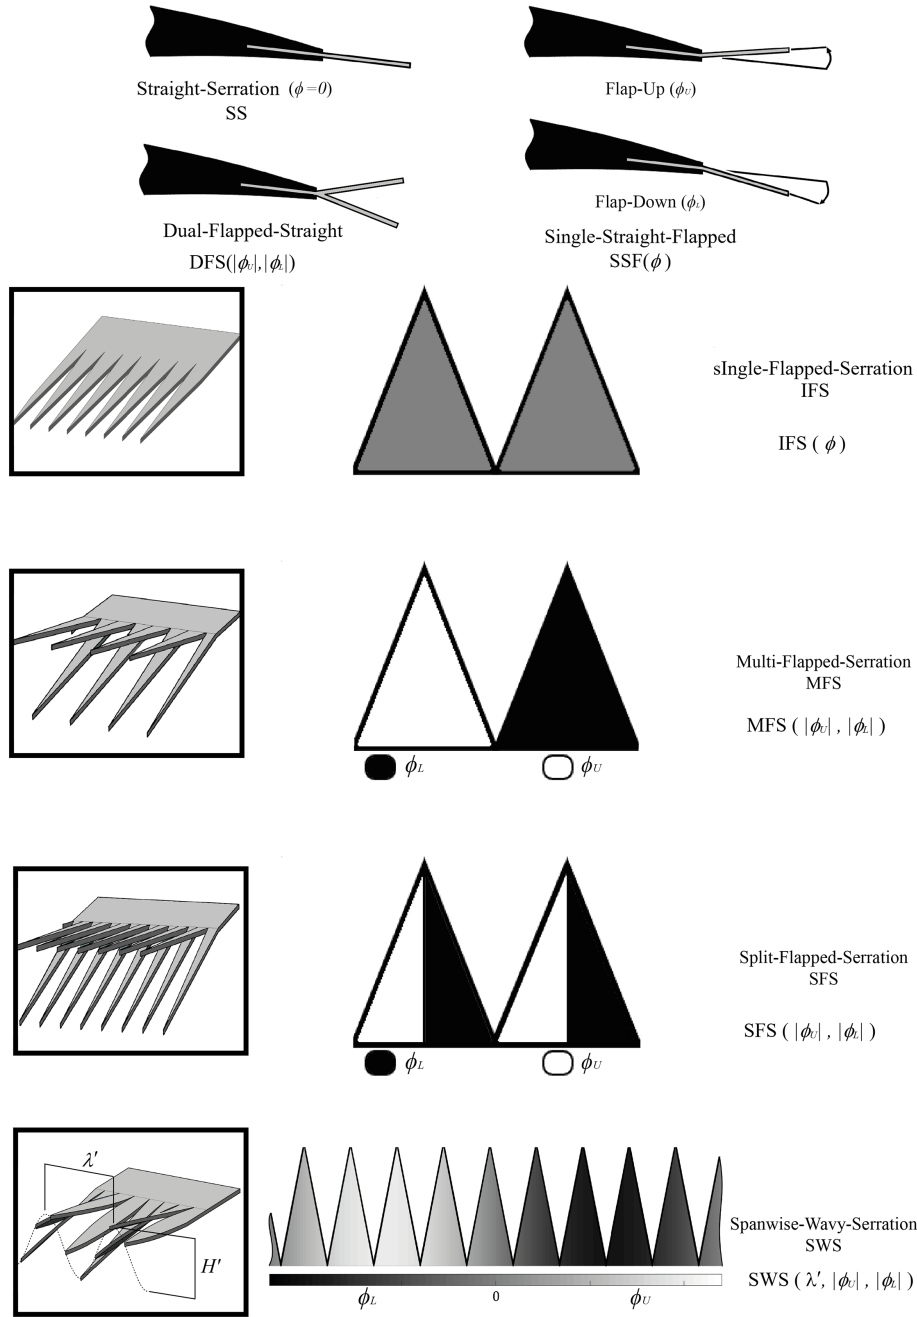 Straight-Serration (ϕ=0)
SS
Flap-Up (ϕU)
Dual-Flapped-Straight
DFS(|ϕU|,|ϕL|)
Flap-Down (ϕL)
Single-Straight-Flapped
SSF(ϕ)
sIngle-Flapped-Serration
IFS
IFS ( ϕ )
Multi-Flapped-Serration
MFS
MFS ( |ϕU| , |ϕL| )
ϕL
ϕU
Split-Flapped-Serration
SFS
SFS ( |ϕU| , |ϕL| )
ϕL
ϕU
λ'
H'
Spanwise-Wavy-Serration
SWS
SWS ( λ', |ϕU| , |ϕL| )
ϕL
0
ϕU